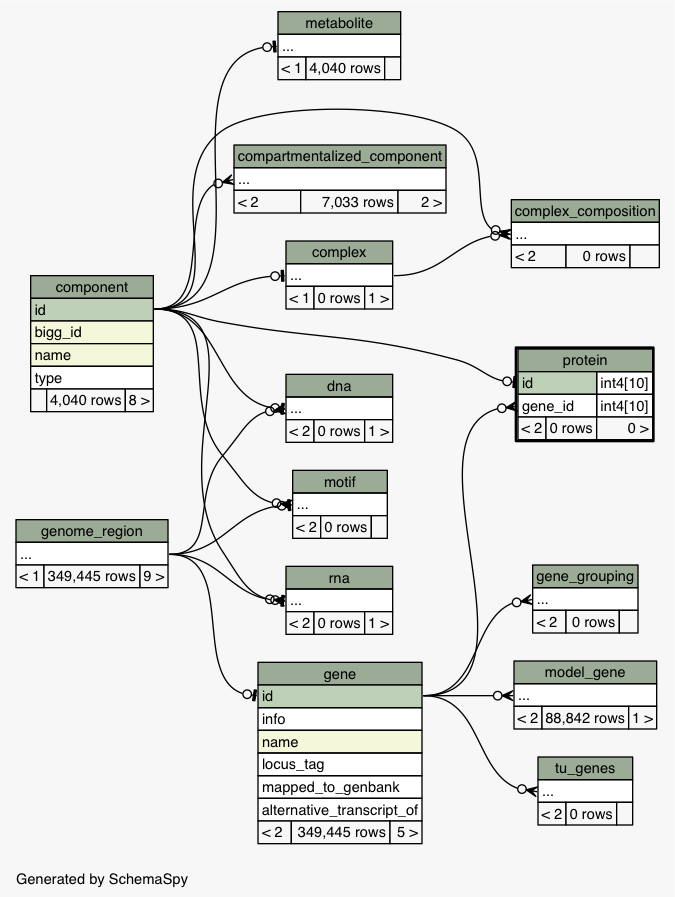 metabolite
...
< 1 4,040 rows
compartmentalized_component
...
< 2 7,033 rows 2 >
complex_composition
...
< 2 0 rows
complex
...
< 1 0 rows 1 >
component
id
bigg_id
name
type
4,040 rows 8 >
protein
id int4[10]
gene_id int4[10]
< 2 0 rows 0 >
dna
...
< 2 0 rows 1 >
motif
...
< 2 0 rows
genome_region
...
< 1 349,445 rows 9 >
rna
...
< 2 0 rows 1 >
gene_grouping
...
< 2 0 rows
gene
id
info
name
locus_tag
mapped_to_genbank
alternative_transcript_of
< 2 349,445 rows 5 >
model_gene
...
< 2 88,842 rows 1 >
tu_genes
...
< 2 0 rows
Generated by SchemaSpy